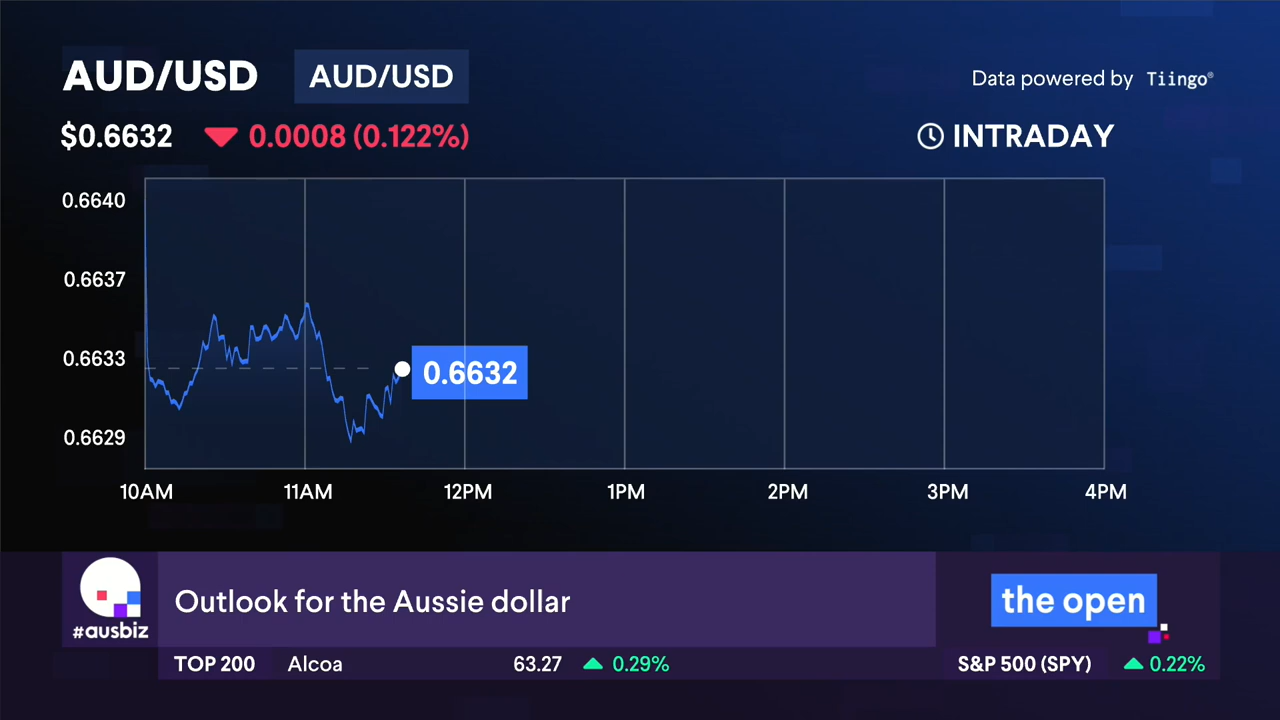 AUD/USD AUD/USD
Data powered by Tiingo®
$0.6632 0.0008 (0.122%)
INTRADAY
0.6640
0.6637
0.6633
0.6629
0.6632
10AM 11AM 12PM 1PM 2PM 3PM 4PM
#ausbiz
Outlook for the Aussie dollar
the open
TOP 200 Alcoa 63.27 0.29% S&P 500 (SPY) 0.22%